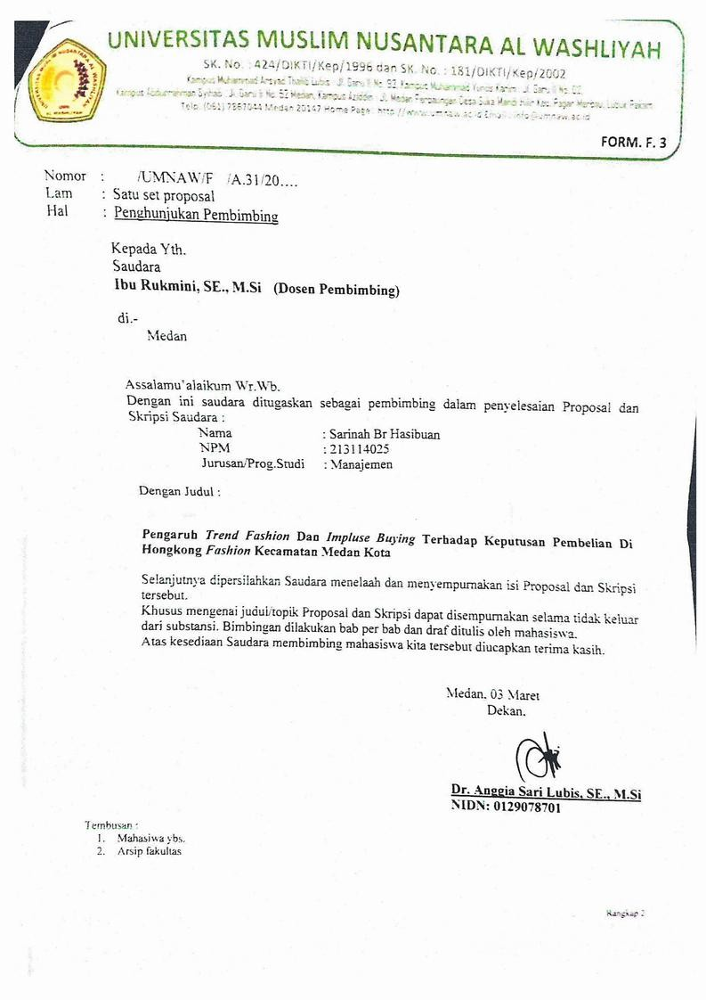 UNIVERSITAS MUSLIM NUSANTARA AL WASHLIYAH
SK. No. : 424/DIKTI/Kep/1996 dan SK. No. : 181/DIKTI/Kep/2002
Kampus Muhammad Arsyad Thalib Lubis : Jl. Garu II No. 93, Kampus Muhammad Yunus Karim : Jl. Garu II No. 02,
Kampus Abdurrahman Syihab : Jl. Garu II No. 52 Medan, Kampus Aziddin : Jl. Medan Perbaungan Desa Suka Mandi Hilir Kec. Pagar Merbau, Lubuk Pakam
Telp. (061) 7867044 Medan 20147 Home Page : http://www.umnaw.ac.id Email : info@umnaw.ac.id
FORM. F. 3
Nomor : /UMNAW/F /A.31/20....
Lam : Satu set proposal
Hal : Penghunjukan Pembimbing
Kepada Yth.
Saudara
Ibu Rukmini, SE., M.Si (Dosen Pembimbing)
di.-
Medan
Assalamu'alaikum Wr.Wb.
Dengan ini saudara ditugaskan sebagai pembimbing dalam penyelesaian Proposal dan
Skripsi Saudara :
Nama : Sarinah Br Hasibuan
NPM : 213114025
Jurusan/Prog.Studi : Manajemen
Dengan Judul :
Pengaruh Trend Fashion Dan Impluse Buying Terhadap Keputusan Pembelian Di
Hongkong Fashion Kecamatan Medan Kota
Selanjutnya dipersilahkan Saudara menelaah dan menyempurnakan isi Proposal dan Skripsi
tersebut.
Khusus mengenai judul/topik Proposal dan Skripsi dapat disempurnakan selama tidak keluar
dari substansi. Bimbingan dilakukan bab per bab dan draf ditulis oleh mahasiswa.
Atas kesediaan Saudara membimbing mahasiswa kita tersebut diucapkan terima kasih.
Medan, 03 Maret
Dekan,
Dr. Anggia Sari Lubis, SE., M.Si
NIDN: 0129078701
Tembusan :
1. Mahasiwa ybs.
2. Arsip fakultas
Rangkap 2